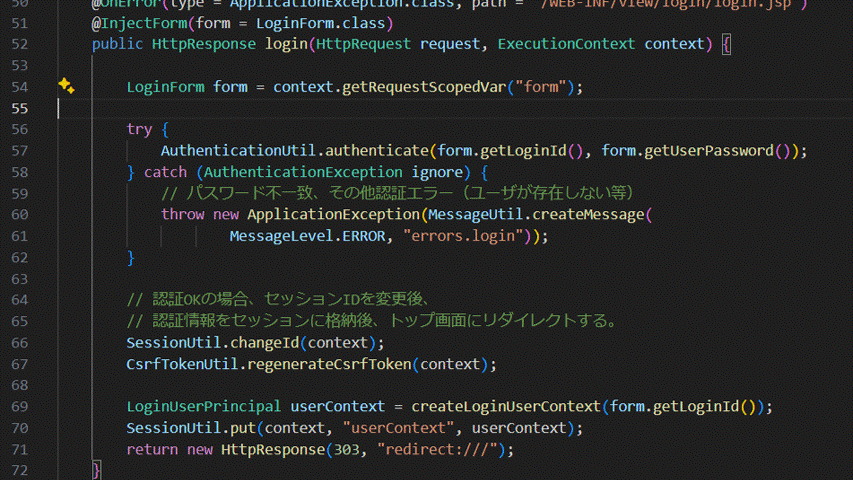 50 @OnError(type = ApplicationException.class, path = "/WEB-INF/view/login/login.jsp")
51 @InjectForm(form = LoginForm.class)
52 public HttpResponse login(HttpRequest request, ExecutionContext context) {
53
54 LoginForm form = context.getRequestScopedVar("form");
55
56 try {
57 AuthenticationUtil.authenticate(form.getLoginId(), form.getUserPassword());
58 } catch (AuthenticationException ignore) {
59 // パスワード不一致、その他認証エラー（ユーザが存在しない等）
60 throw new ApplicationException(MessageUtil.createMessage(
61 MessageLevel.ERROR, "errors.login"));
62 }
63
64 // 認証OKの場合、セッションIDを変更後、
65 // 認証情報をセッションに格納後、トップ画面にリダイレクトする。
66 SessionUtil.changeId(context);
67 CsrfTokenUtil.regenerateCsrfToken(context);
68
69 LoginUserPrincipal userContext = createLoginUserContext(form.getLoginId());
70 SessionUtil.put(context, "userContext", userContext);
71 return new HttpResponse(303, "redirect:///");
72 }